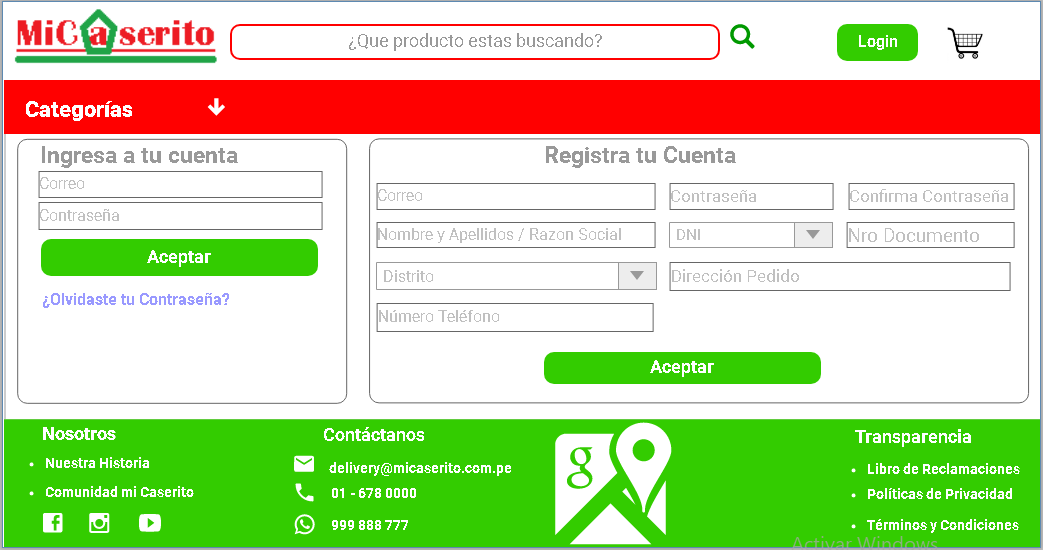 MiCaserito
¿Que producto estas buscando?
Login
Categorías
Ingresa a tu cuenta
Correo
Contraseña
Aceptar
¿Olvidaste tu Contraseña?
Registra tu Cuenta
Correo
Contraseña
Confirma Contraseña
Nombre y Apellidos / Razon Social
DNI
Nro Documento
Distrito
Dirección Pedido
Número Teléfono
Aceptar
Nosotros
• Nuestra Historia
• Comunidad mi Caserito
Contáctanos
delivery@micaserito.com.pe
01 - 678 0000
999 888 777
g
Transparencia
• Libro de Reclamaciones
• Políticas de Privacidad
• Términos y Condiciones
Activar Windows